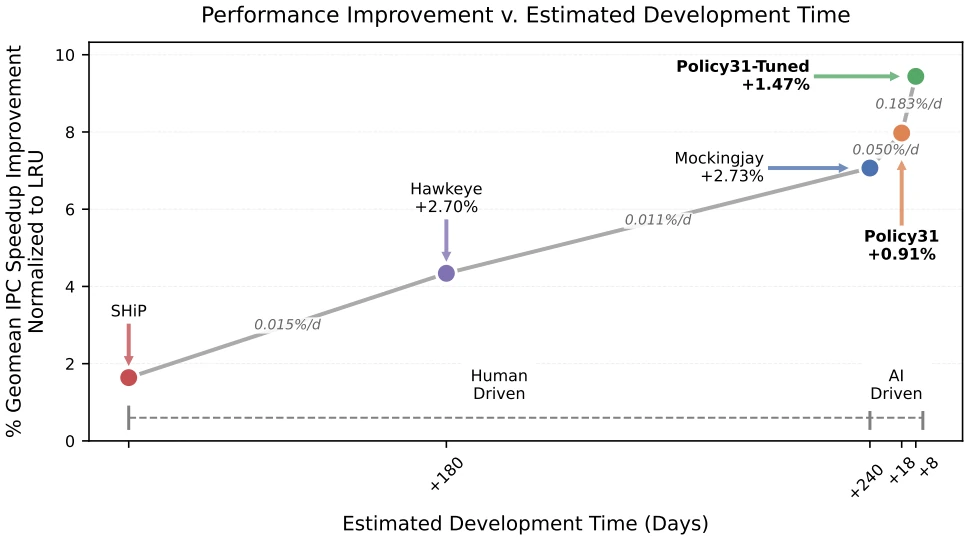 Performance Improvement v. Estimated Development Time
% Geomean IPC Speedup Improvement
Normalized to LRU
10
8
6
4
2
0
Policy31-Tuned
+1.47%
0.183%/d
0.050%/d
Mockingjay
+2.73%
Policy31
+0.91%
Hawkeye
+2.70%
0.011%/d
SHiP
0.015%/d
Human
Driven
AI
Driven
+180
+240
+18
+8
Estimated Development Time (Days)